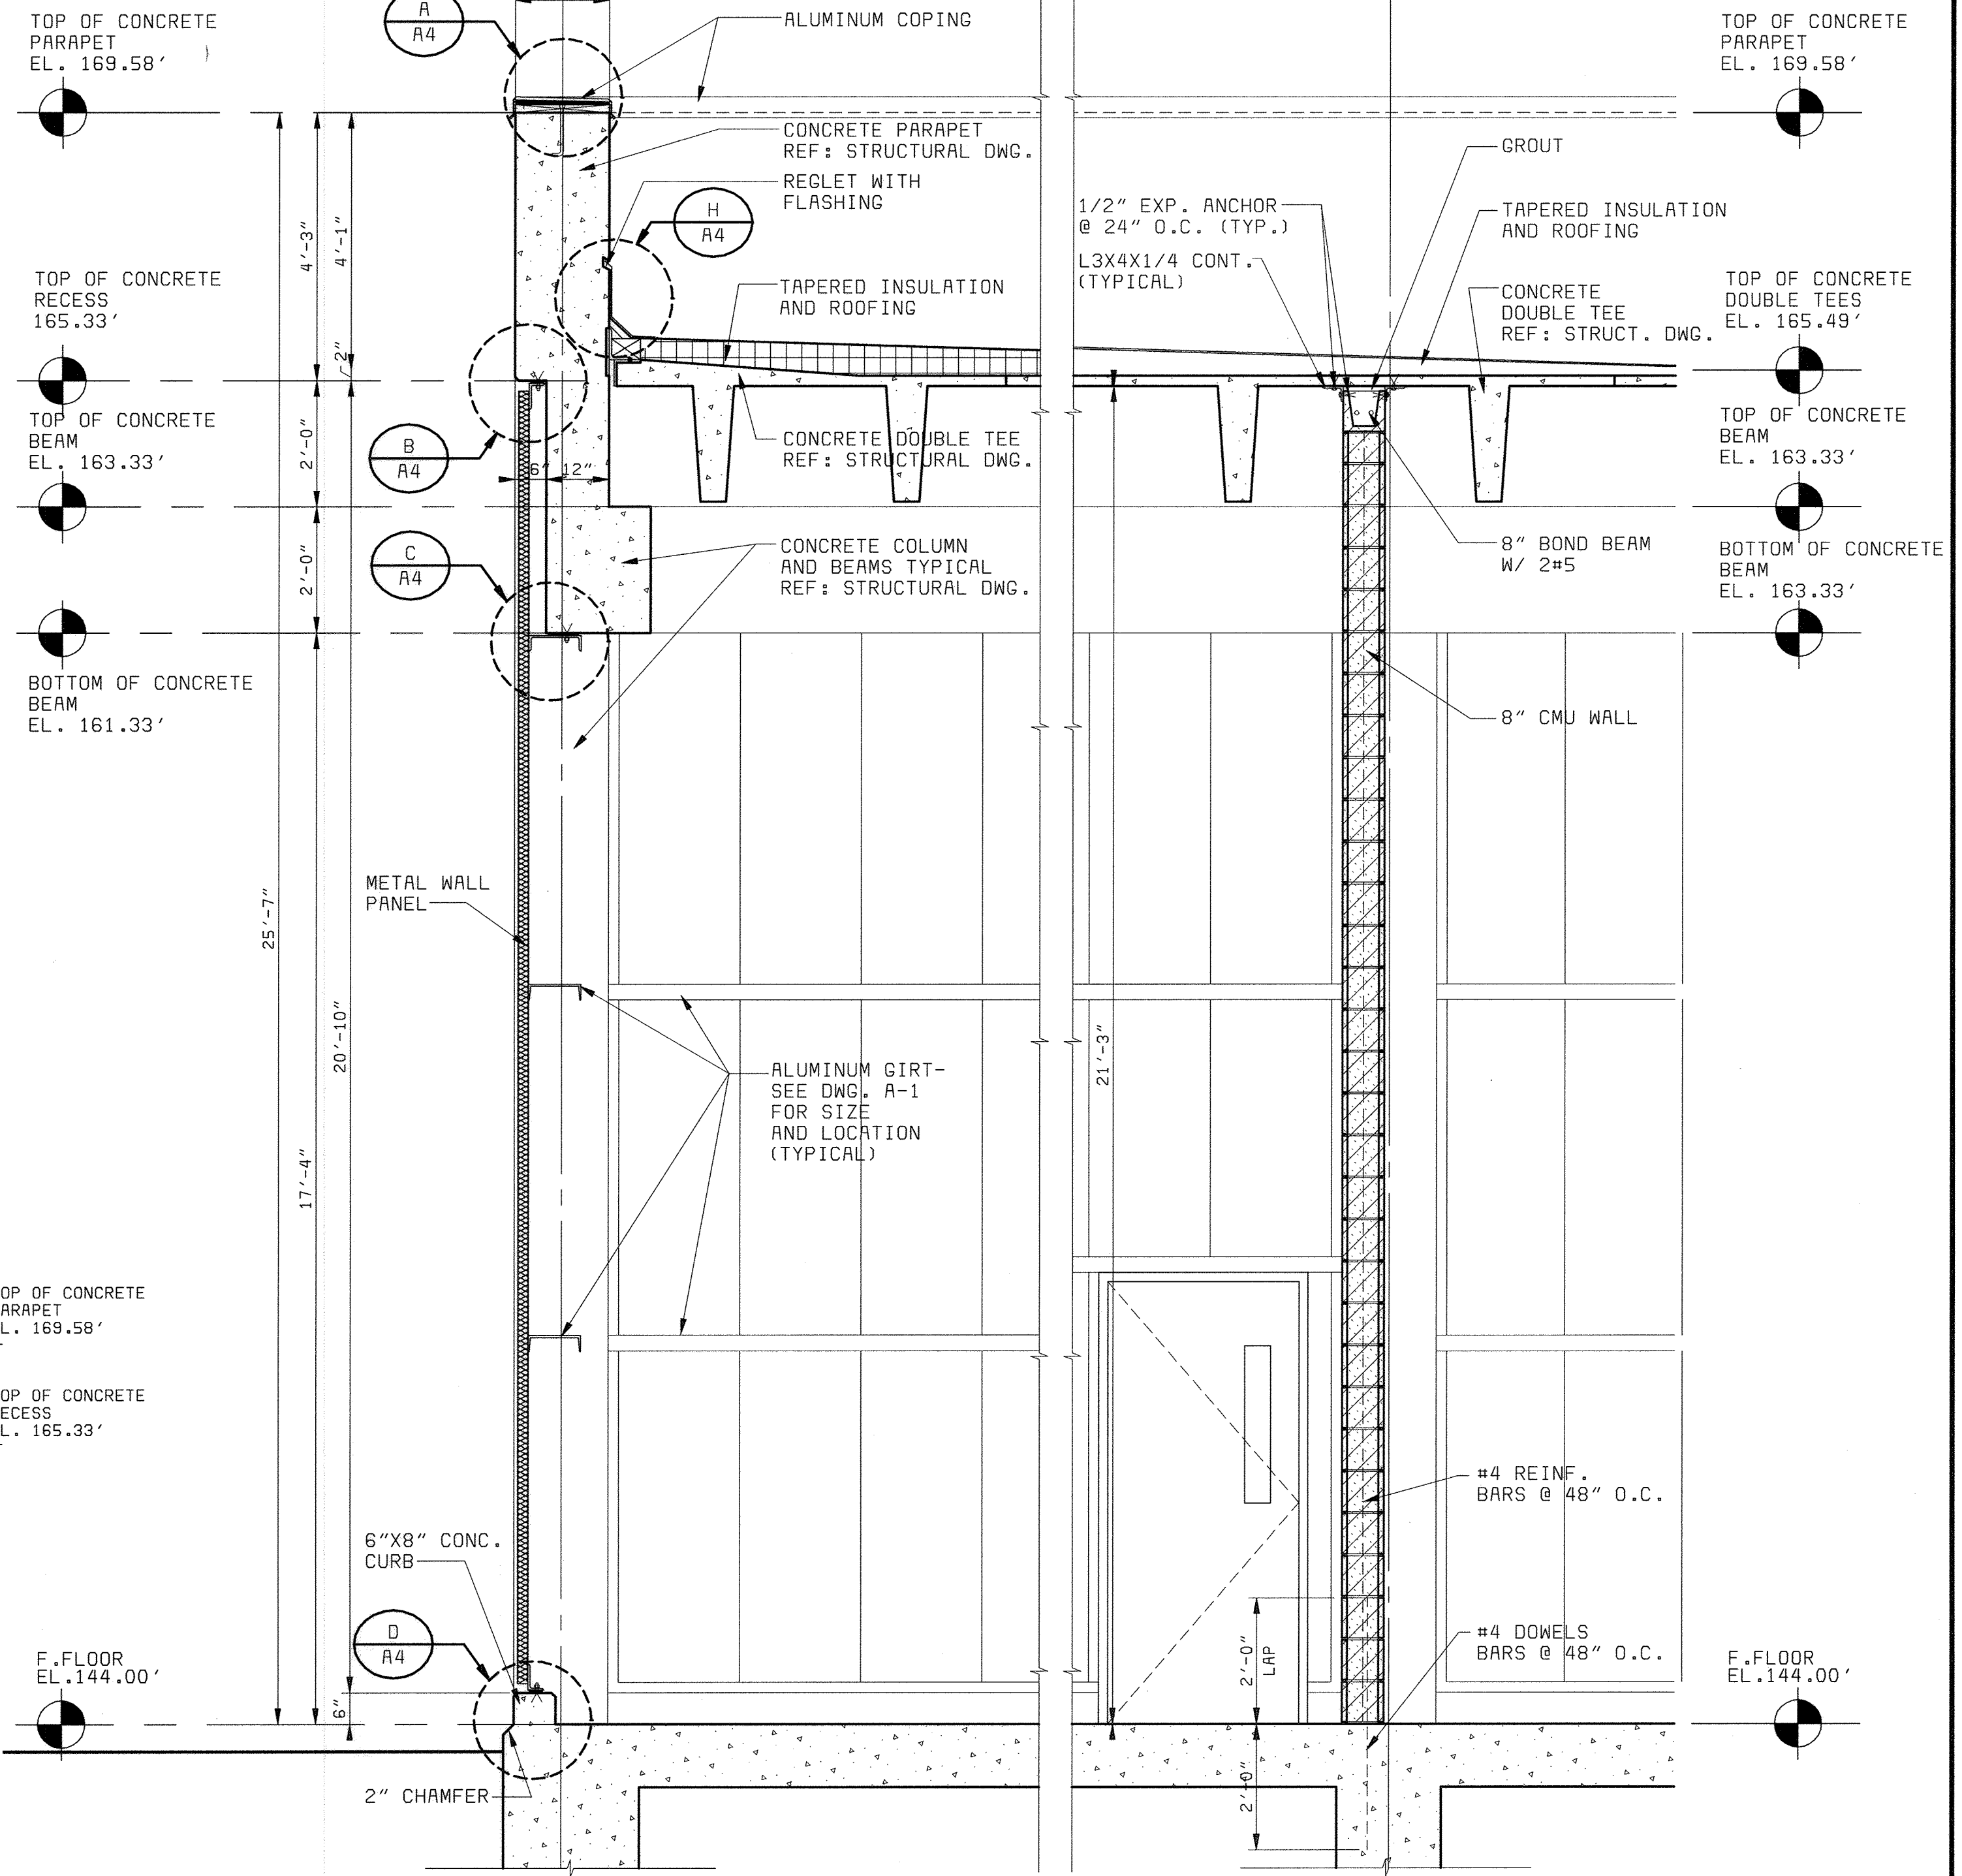 TOP OF CONCRETE
PARAPET
EL. 169.58'
A
A4
ALUMINUM COPING
TOP OF CONCRETE
PARAPET
EL. 169.58'
CONCRETE PARAPET
REF: STRUCTURAL DWG.
REGLET WITH
FLASHING
H
A4
GROUT
1/2" EXP. ANCHOR
@ 24" O.C. (TYP.)
TAPERED INSULATION
AND ROOFING
L3X4X1/4 CONT.
(TYPICAL)
4'-3"
4'-1"
TOP OF CONCRETE
RECESS
165.33'
TAPERED INSULATION
AND ROOFING
CONCRETE
DOUBLE TEE
REF: STRUCT. DWG.
TOP OF CONCRETE
DOUBLE TEES
EL. 165.49'
2"
TOP OF CONCRETE
BEAM
EL. 163.33'
2'-0"
B
A4
6"
12"
CONCRETE DOUBLE TEE
REF: STRUCTURAL DWG.
TOP OF CONCRETE
BEAM
EL. 163.33'
2'-0"
C
A4
CONCRETE COLUMN
AND BEAMS TYPICAL
REF: STRUCTURAL DWG.
8" BOND BEAM
W/ 2#5
BOTTOM OF CONCRETE
BEAM
EL. 163.33'
BOTTOM OF CONCRETE
BEAM
EL. 161.33'
8" CMU WALL
METAL WALL
PANEL
25'-7"
20'-10"
17'-4"
21'-3"
ALUMINUM GIRT-
SEE DWG. A-1
FOR SIZE
AND LOCATION
(TYPICAL)
OP OF CONCRETE
ARAPET
L. 169.58'
OP OF CONCRETE
ECESS
L. 165.33'
#4 REINF.
BARS @ 48" O.C.
6"X8" CONC.
CURB
D
A4
2'-0"
LAP
#4 DOWELS
BARS @ 48" O.C.
F.FLOOR
EL.144.00'
F.FLOOR
EL.144.00'
6"
2" CHAMFER
2'-0"